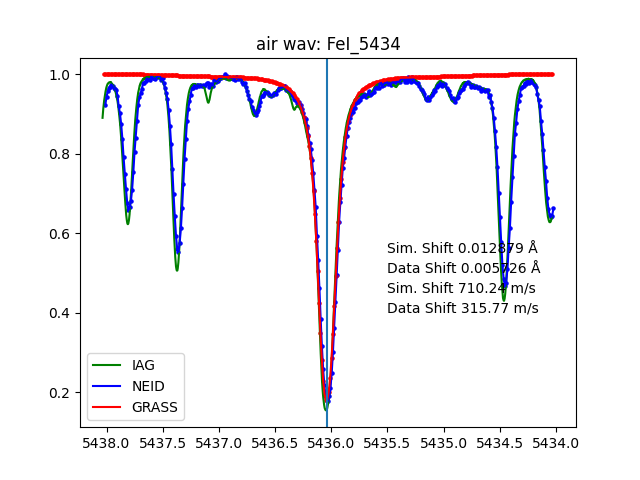 air wav: FeI_5434
1.0
0.8
0.6
0.4
0.2
Sim. Shift 0.012879 Å
Data Shift 0.005726 Å
Sim. Shift 710.24 m/s
Data Shift 315.77 m/s
IAG
NEID
GRASS
5438.0 5437.5 5437.0 5436.5 5436.0 5435.5 5435.0 5434.5 5434.0